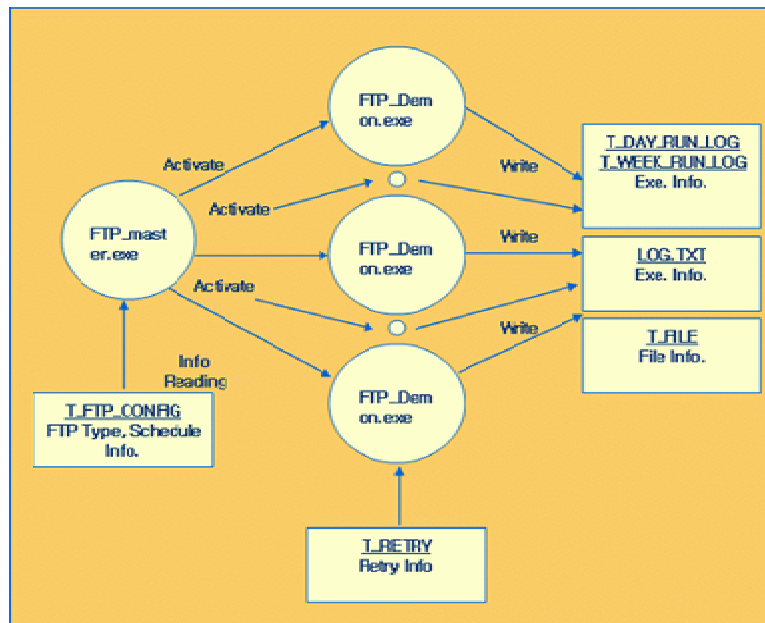 FTP_Dem
on.exe
T_DAY_RUN_LOG
T_WEEK_RUN_LOG
Exe. Info.
Activate
Write
Activate
FTP_mast
er.exe
FTP_Dem
on.exe
Write
LOG.TXT
Exe. Info.
Activate
Write
T_FILE
File Info.
Info
Reading
FTP_Dem
on.exe
T_FTP_CONFIG
FTP Type, Schedule
Info.
T_RETRY
Retry Info